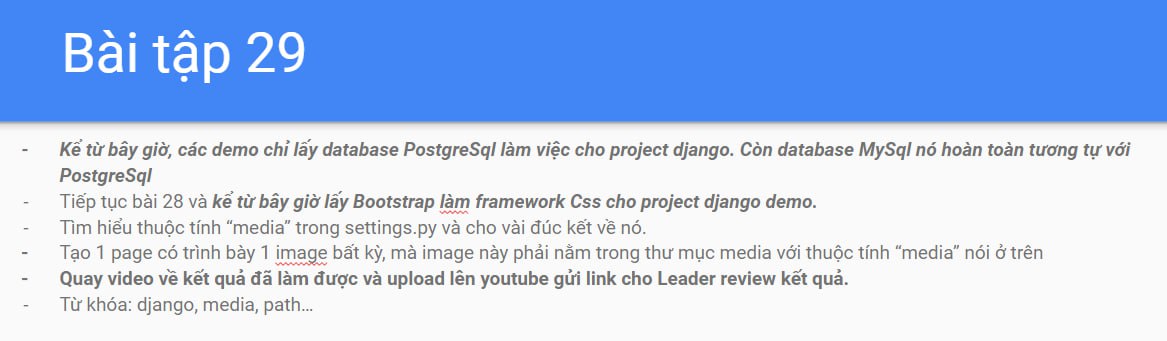 Bài tập 29
- Kể từ bây giờ, các demo chỉ lấy database PostgreSql làm việc cho project django. Còn database MySql nó hoàn toàn tương tự với
PostgreSql
- Tiếp tục bài 28 và kể từ bây giờ lấy Bootstrap làm framework Css cho project django demo.
- Tìm hiểu thuộc tính “media” trong settings.py và cho vài đúc kết về nó.
- Tạo 1 page có trình bày 1 image bất kỳ, mà image này phải nằm trong thư mục media với thuộc tính “media” nói ở trên
- Quay video về kết quả đã làm được và upload lên youtube gửi link cho Leader review kết quả.
- Từ khóa: django, media, path…